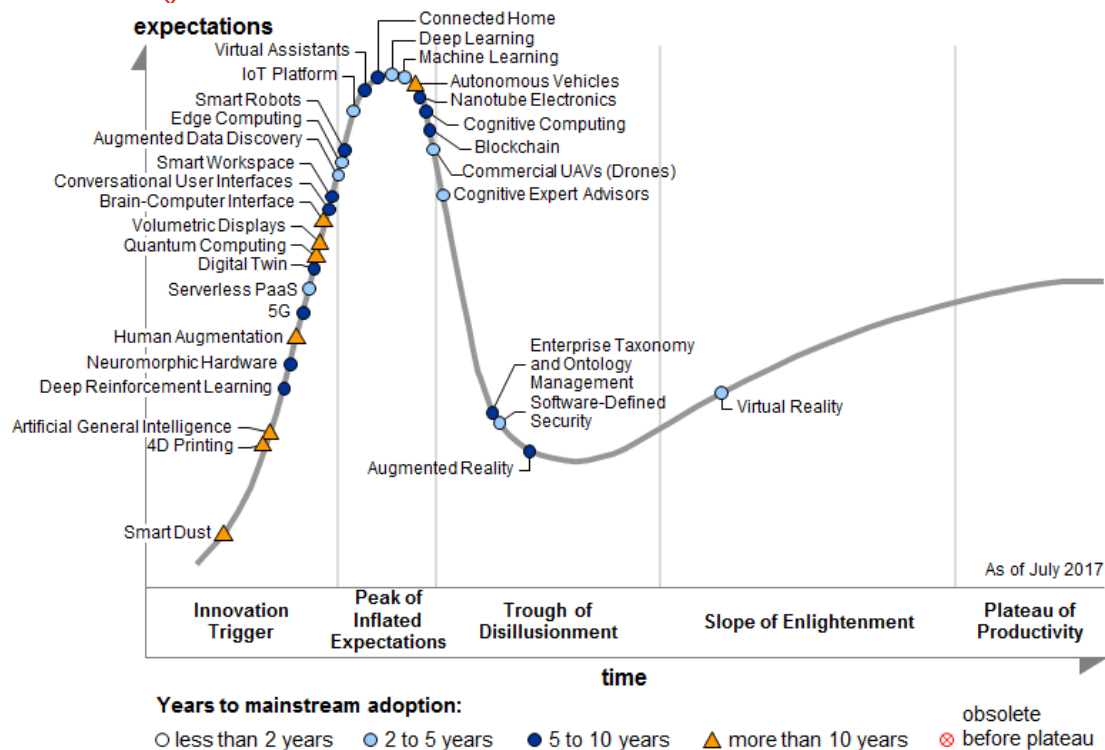 expectations
Connected Home
Deep Learning
Virtual Assistants
Machine Learning
IoT Platform
Autonomous Vehicles
Smart Robots
Nanotube Electronics
Edge Computing
Cognitive Computing
Augmented Data Discovery
Blockchain
Smart Workspace
Commercial UAVs (Drones)
Conversational User Interfaces
Cognitive Expert Advisors
Brain-Computer Interface
Volumetric Displays
Quantum Computing
Digital Twin
Serverless PaaS
5G
Human Augmentation
Neuromorphic Hardware
Deep Reinforcement Learning
Enterprise Taxonomy
and Ontology
Management
Software-Defined
Security
Virtual Reality
Artificial General Intelligence
4D Printing
Augmented Reality
Smart Dust
As of July 2017
Innovation
Trigger
Peak of
Inflated
Expectations
Trough of
Disillusionment
Slope of Enlightenment
Plateau of
Productivity
time
Years to mainstream adoption:
less than 2 years
2 to 5 years
5 to 10 years
more than 10 years
obsolete
before plateau